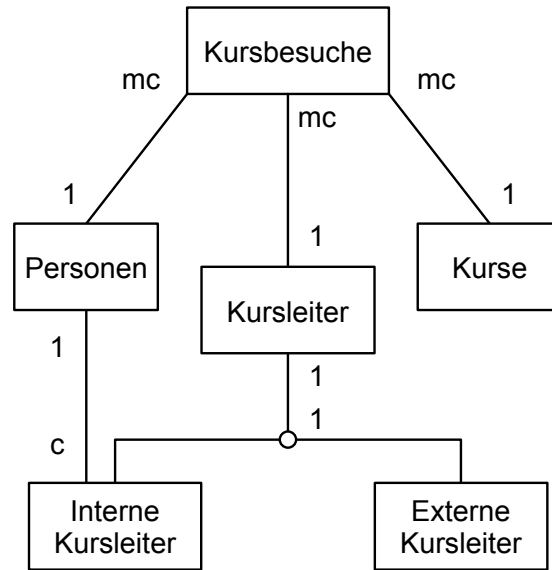 Kursbesuche
mc
mc
mc
1
1
1
Personen
Kursleiter
Kurse
1
1
1
c
Interne
Kursleiter
Externe
Kursleiter